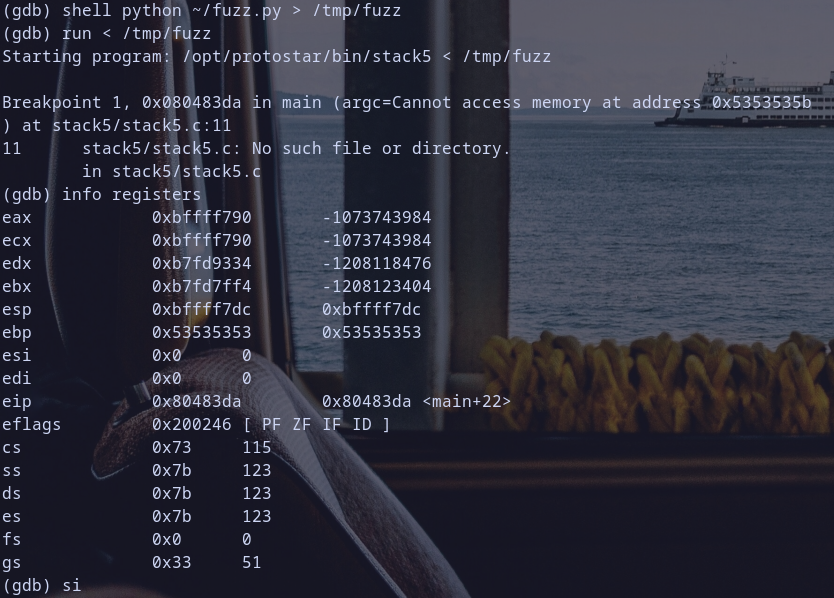 (gdb) shell python ~/fuzz.py > /tmp/fuzz
(gdb) run < /tmp/fuzz
Starting program: /opt/protostar/bin/stack5 < /tmp/fuzz
Breakpoint 1, 0x080483da in main (argc=Cannot access memory at address 0x5353535b
) at stack5/stack5.c:11
11      stack5/stack5.c: No such file or directory.
        in stack5/stack5.c
(gdb) info registers
eax            0xbffff790       -1073743984
ecx            0xbffff790       -1073743984
edx            0xb7fd9334       -1208118476
ebx            0xb7fd7ff4       -1208123404
esp            0xbffff7dc       0xbffff7dc
ebp            0x53535353       0x53535353
esi            0x0      0
edi            0x0      0
eip            0x80483da        0x80483da <main+22>
eflags         0x200246 [ PF ZF IF ID ]
cs             0x73     115
ss             0x7b     123
ds             0x7b     123
es             0x7b     123
fs             0x0      0
gs             0x33     51
(gdb) si